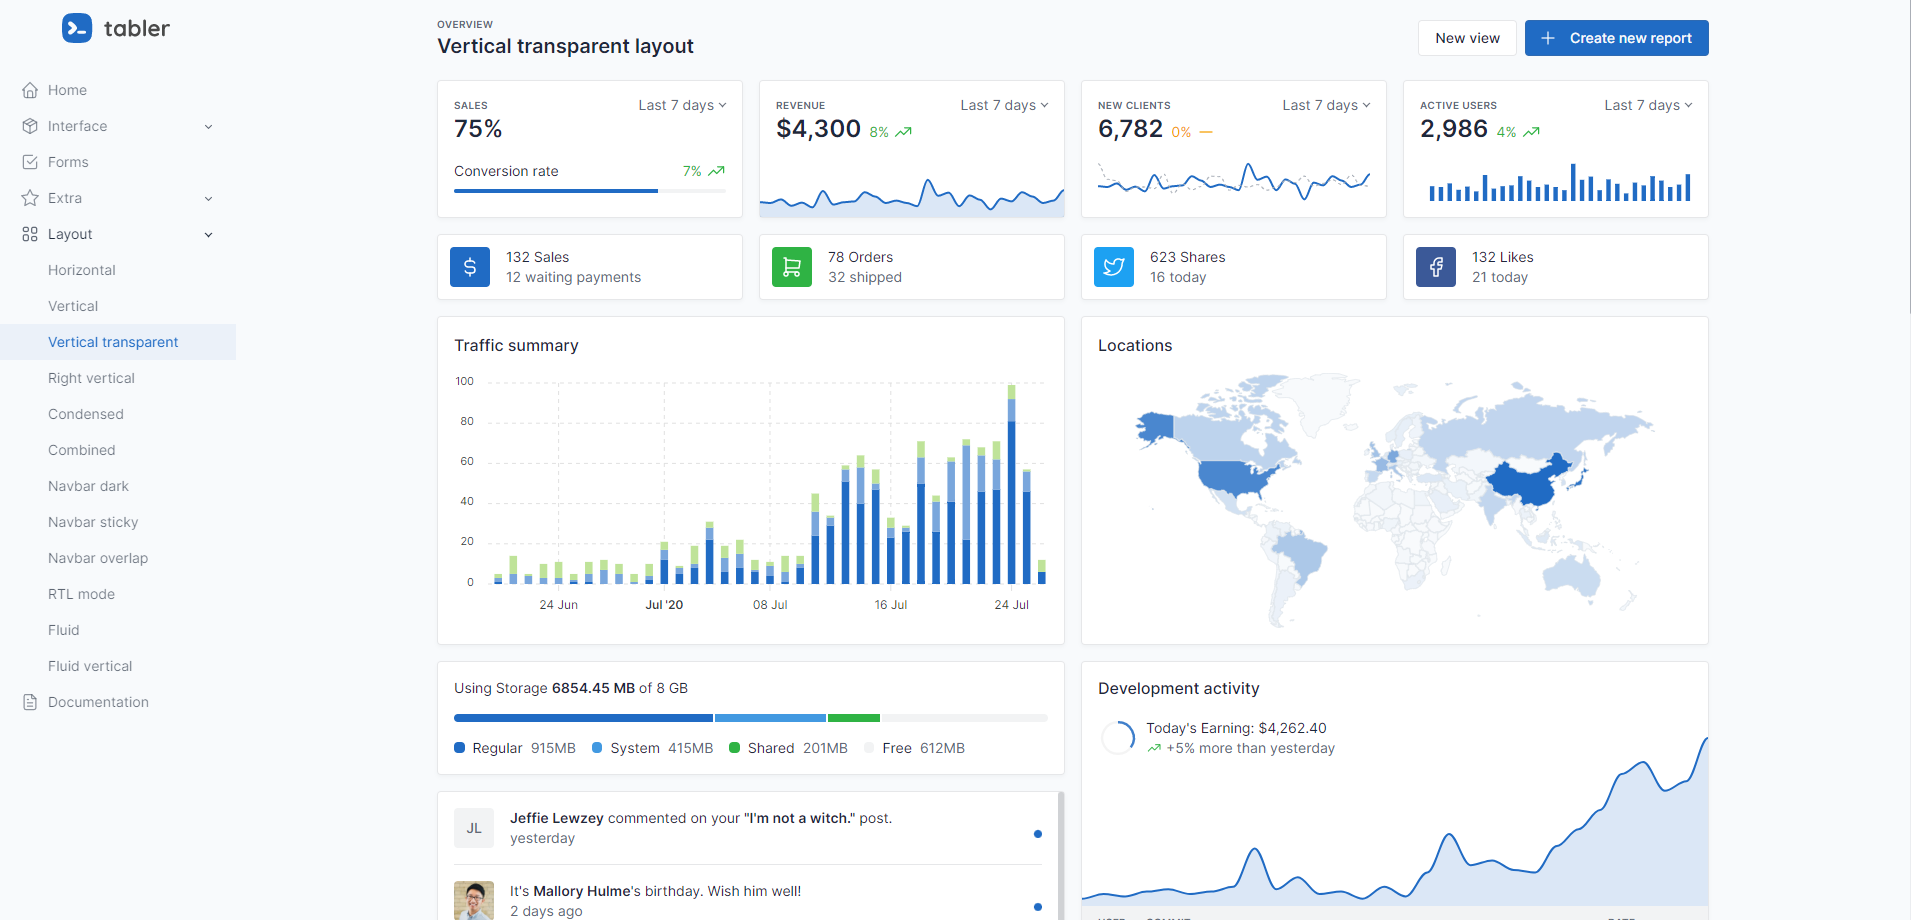 tabler
Home
Interface
Forms
Extra
Layout
Horizontal
Vertical
Vertical transparent
Right vertical
Condensed
Combined
Navbar dark
Navbar sticky
Navbar overlap
RTL mode
Fluid
Fluid vertical
Documentation
OVERVIEW
Vertical transparent layout
New view
Create new report
SALES
Last 7 days
75%
Conversion rate
7%
REVENUE
Last 7 days
$4,300 8%
NEW CLIENTS
Last 7 days
6,782 0%
ACTIVE USERS
Last 7 days
2,986 4%
132 Sales
12 waiting payments
78 Orders
32 shipped
623 Shares
16 today
132 Likes
21 today
Traffic summary
100
80
60
40
20
0
24 Jun
Jul '20
08 Jul
16 Jul
24 Jul
Locations
Using Storage 6854.45 MB of 8 GB
Regular 915MB
System 415MB
Shared 201MB
Free 612MB
Development activity
Today's Earning: $4,262.40
+5% more than yesterday
JL
Jeffie Lewzey commented on your "I'm not a witch." post.
yesterday
It's Mallory Hulme's birthday. Wish him well!
2 days ago